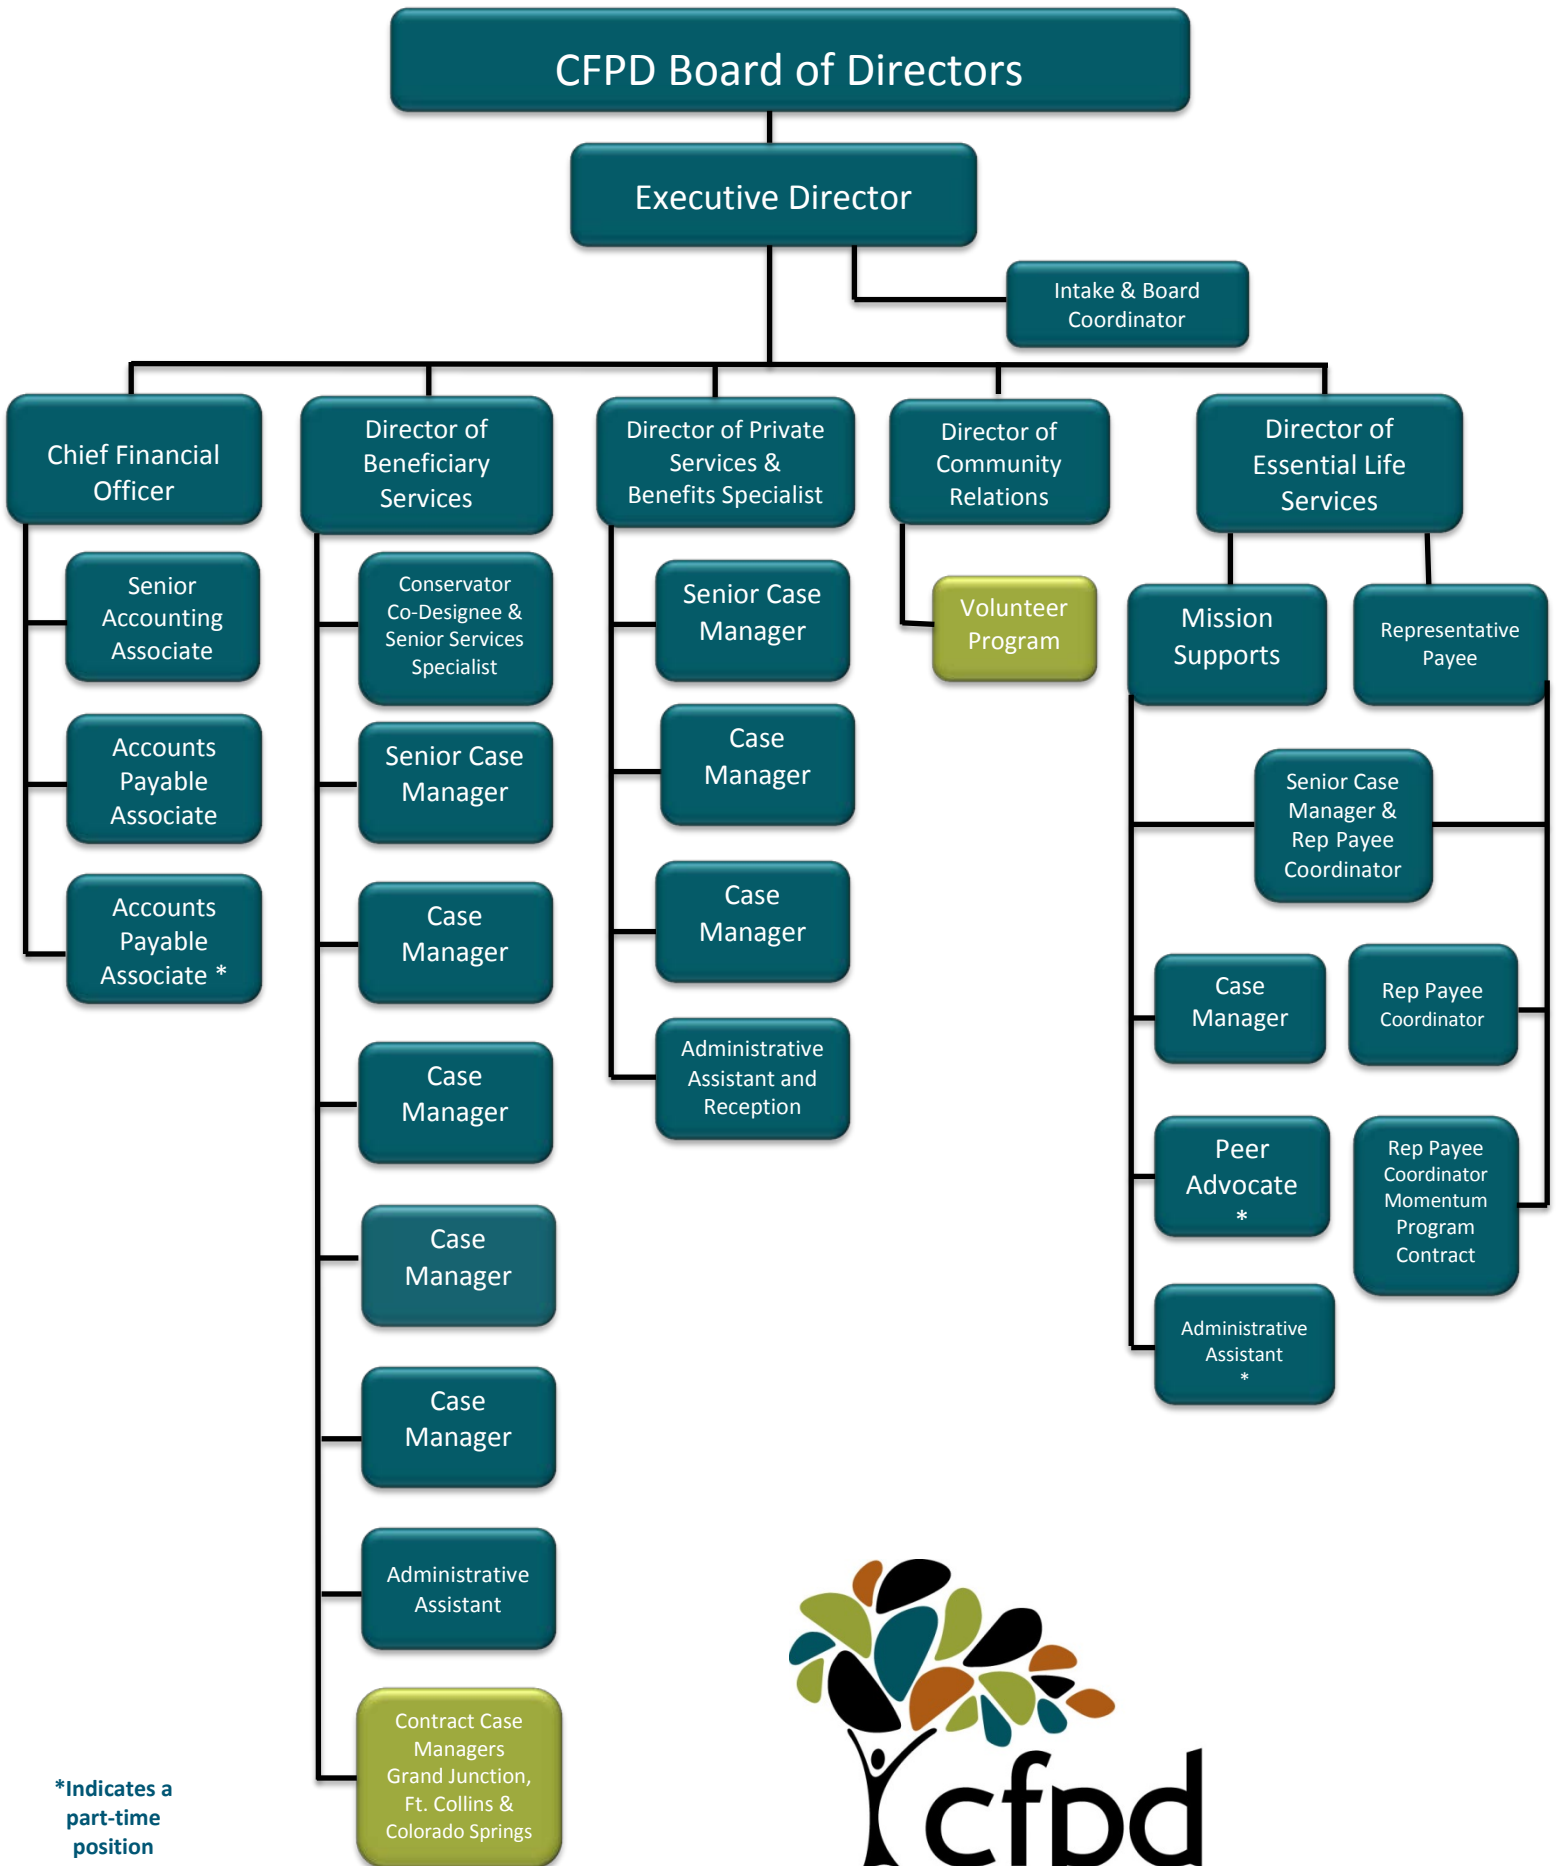 CFPD Board of Directors
Executive Director
Intake & Board
Coordinator
Chief Financial
Officer
Senior
Accounting
Associate
Accounts
Payable
Associate
Accounts
Payable
Associate *
Director of
Beneficiary
Services
Conservator
Co-Designee &
Senior Services
Specialist
Senior Case
Manager
Case
Manager
Case
Manager
Case
Manager
Case
Manager
Administrative
Assistant
Contract Case
Managers
Grand Junction,
Ft. Collins &
Colorado Springs
Director of Private
Services &
Benefits Specialist
Senior Case
Manager
Case
Manager
Case
Manager
Administrative
Assistant and
Reception
Director of
Community
Relations
Volunteer
Program
Director of
Essential Life
Services
Mission
Supports
Representative
Payee
Senior Case
Manager &
Rep Payee
Coordinator
Case
Manager
Rep Payee
Coordinator
Peer
Advocate
*
Rep Payee
Coordinator
Momentum
Program
Contract
Administrative
Assistant
*
*Indicates a
part-time
position
cfpd